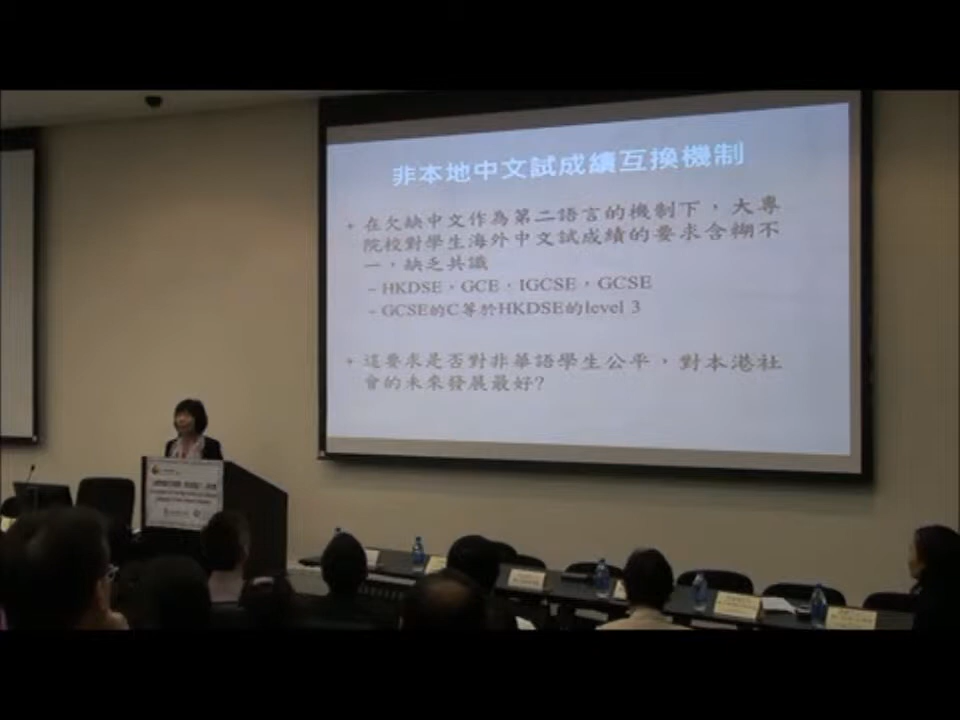 非本地中文試成績互換機制
• 在欠缺中文作為第二語言的機制下，大專
院校對學生海外中文試成績的要求含糊不
一，缺乏共識
– HKDSE，GCE，IGCSE，GCSE
– GCSE的C等於HKDSE的level 3
• 這要求是否對非華語學生公平，對本港社
會的未來發展最好?